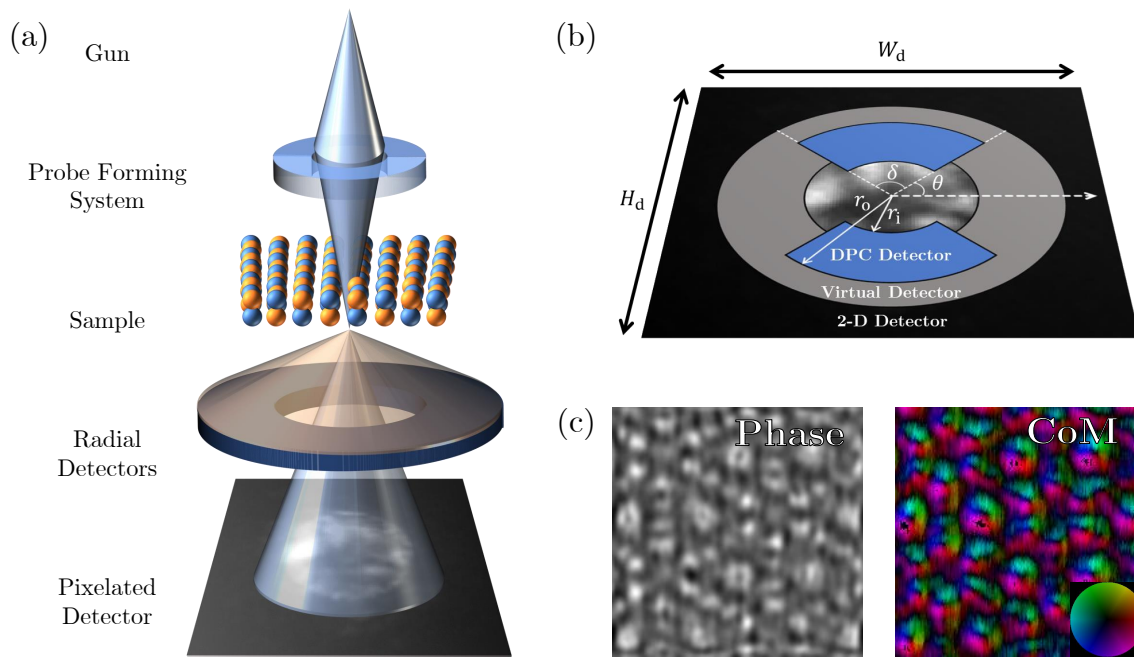 (a)
Gun
Probe Forming
System
Sample
Radial
Detectors
Pixelated
Detector
(b)
W_d
H_d
δ
θ
r_o
r_i
DPC Detector
Virtual Detector
2-D Detector
(c)
Phase
CoM